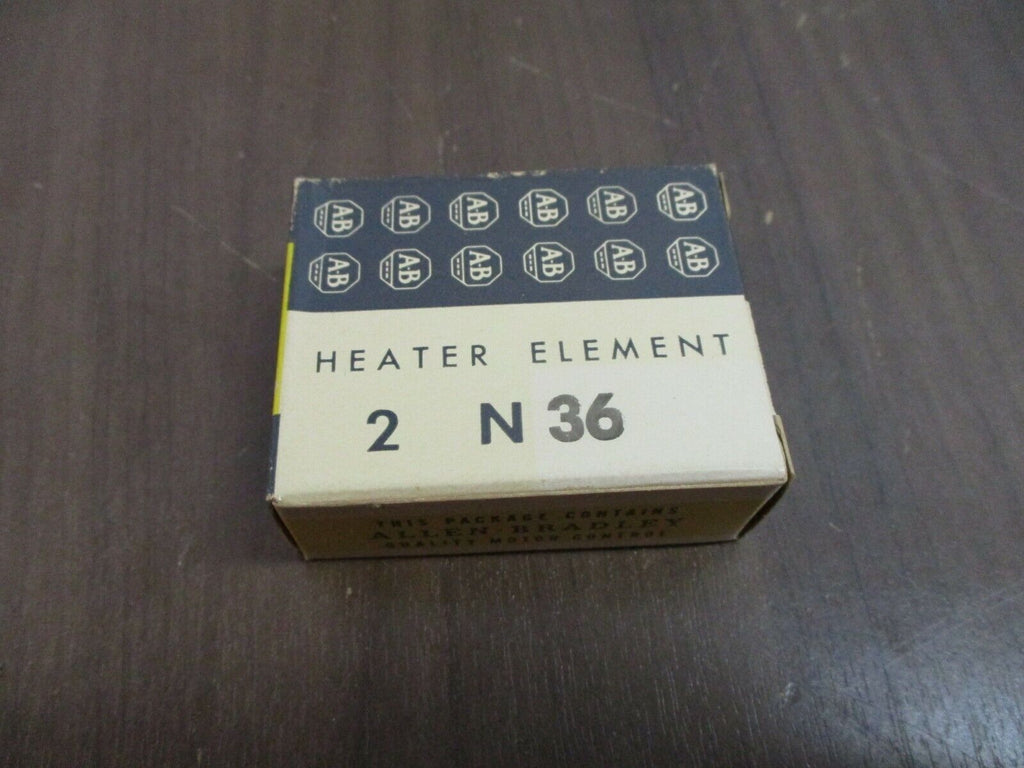 A-B A-B A-B A-B A-B A-B
A-B A-B A-B A-B A-B A-B
HEATER ELEMENT
2 N 36
THIS PACKAGE CONTAINS
ALLEN-BRADLEY
QUALITY MOTOR CONTROL